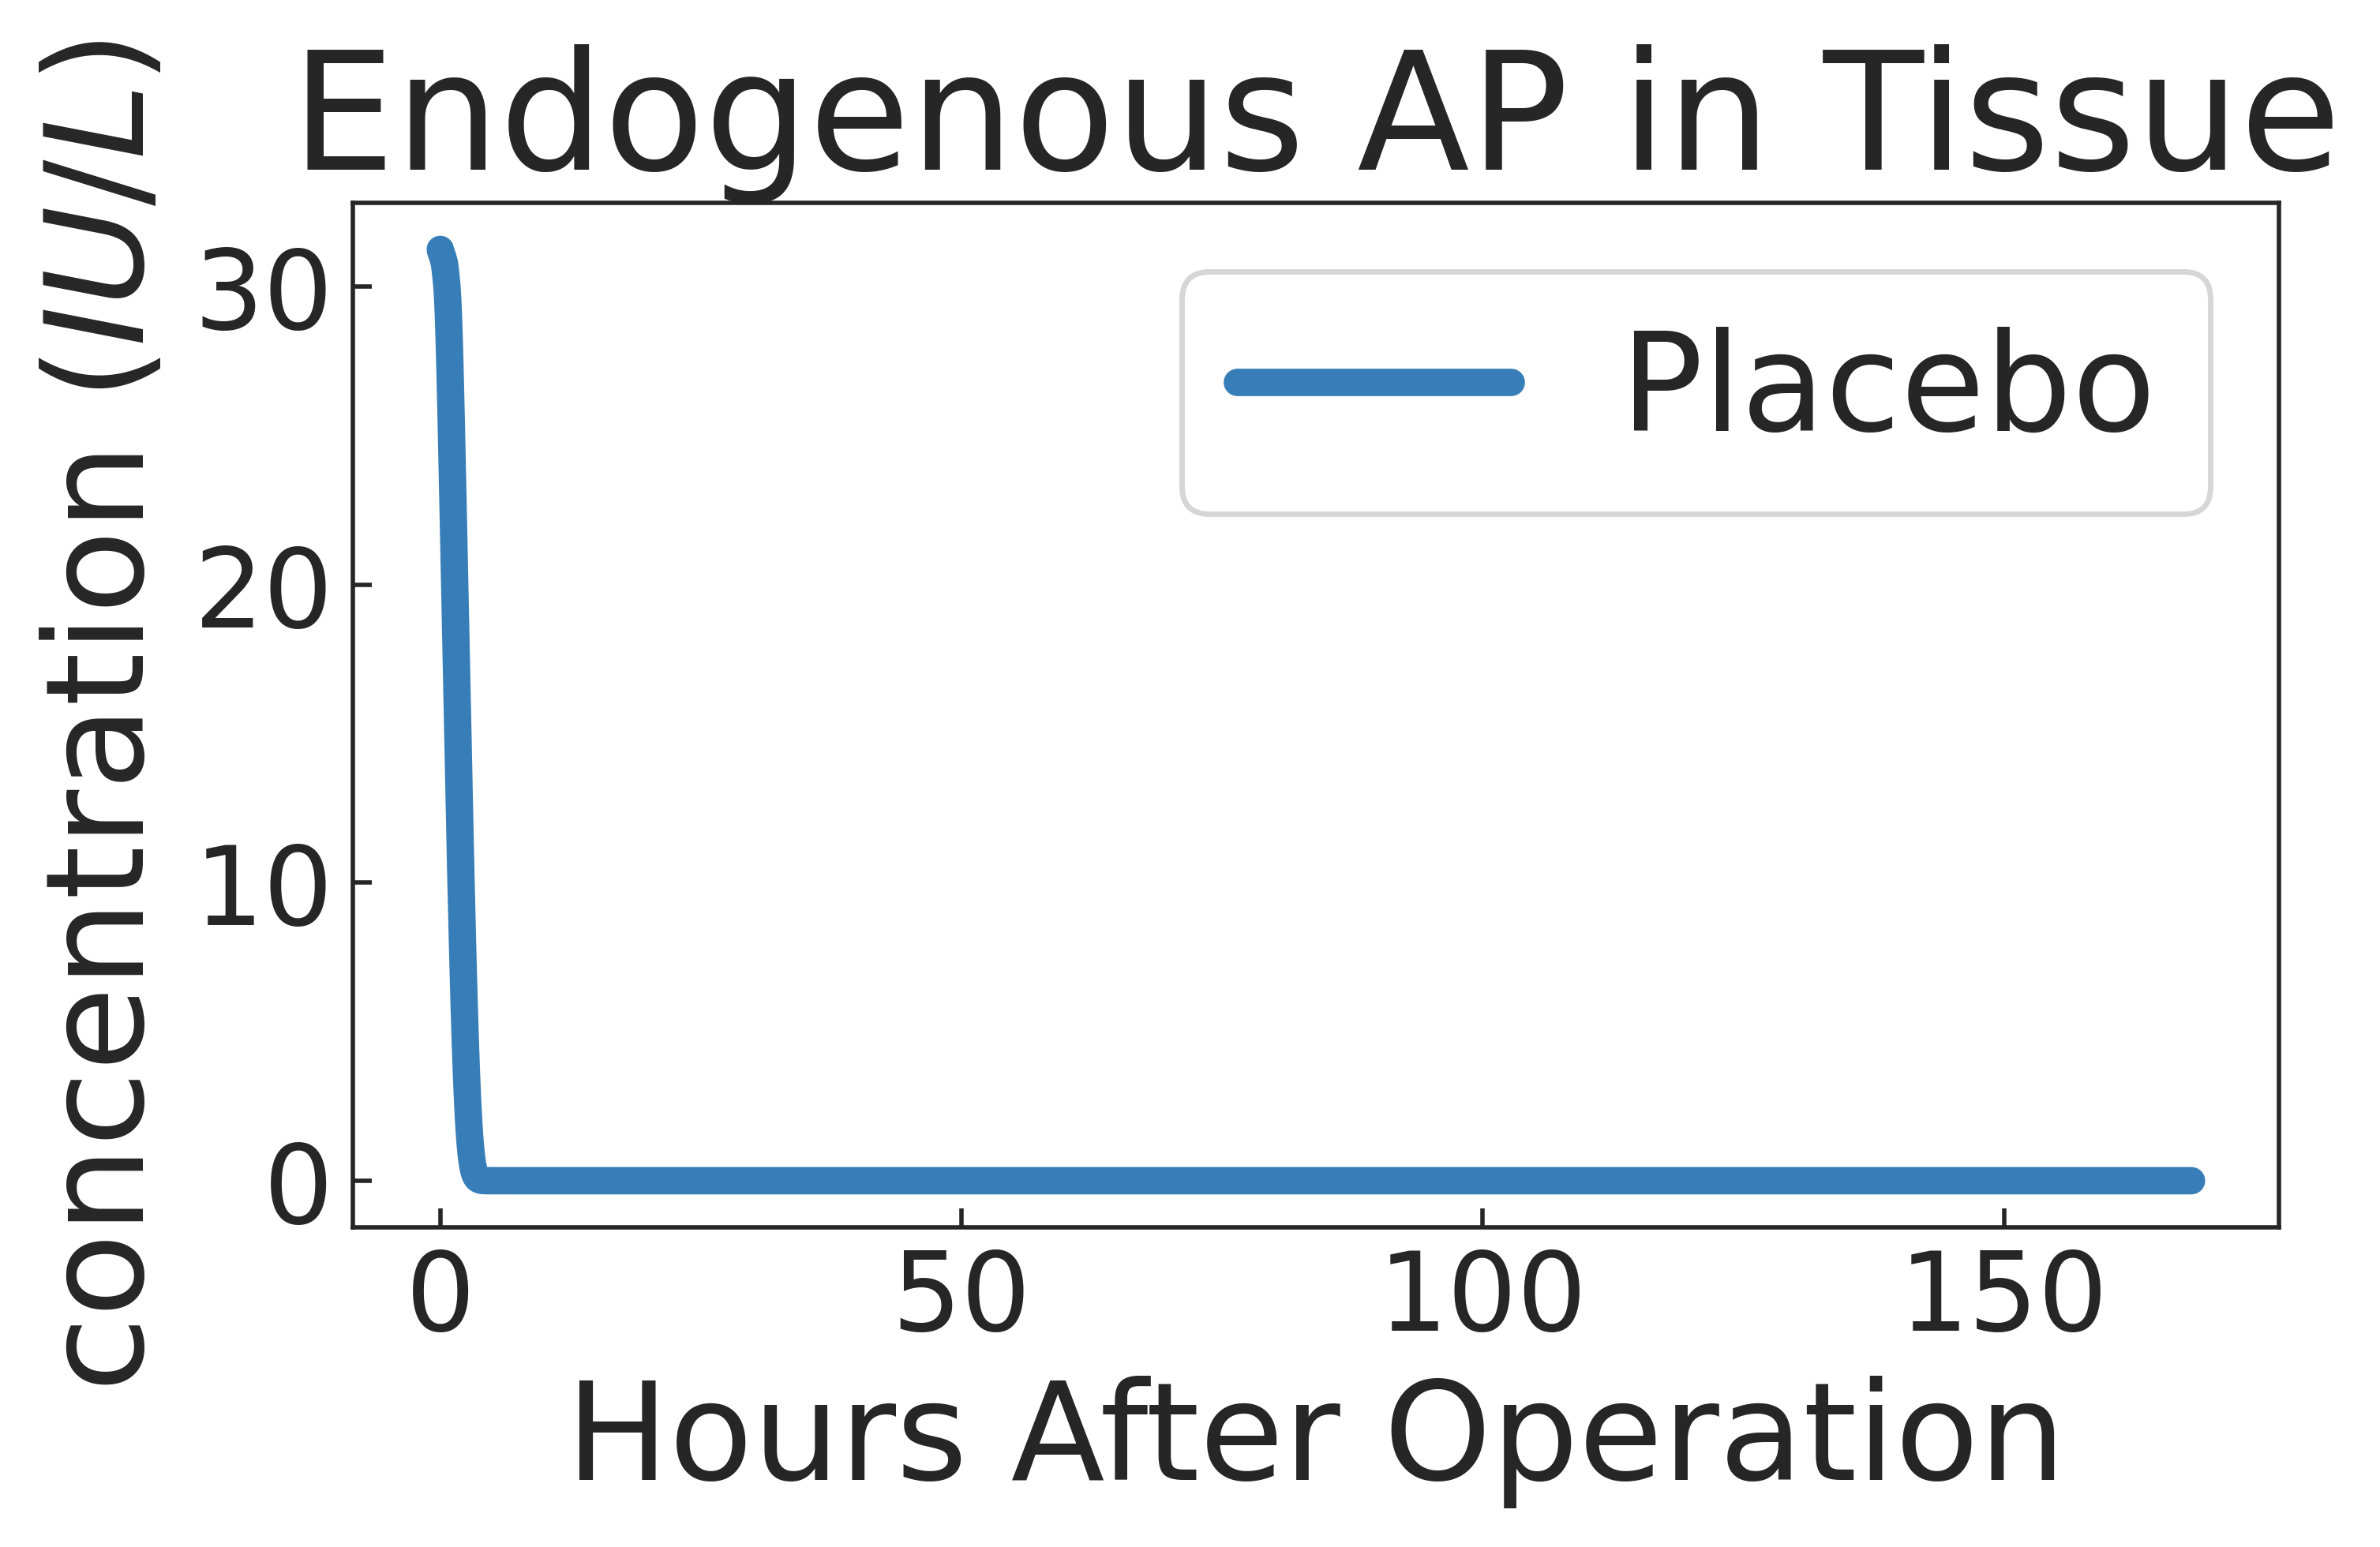 Endogenous AP in Tissue
concentration (IU/L)
30
20
10
0
Placebo
0 50 100 150
Hours After Operation